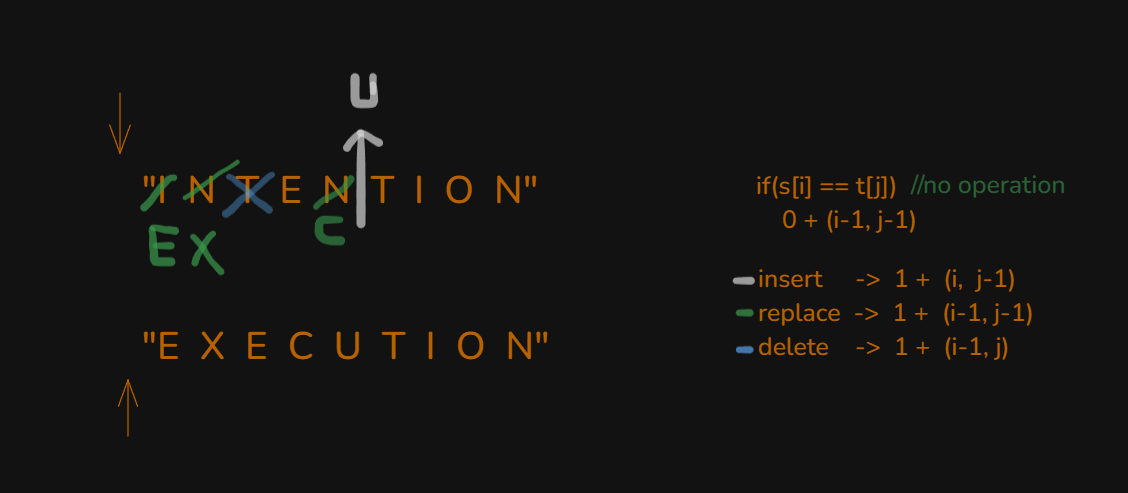 U
"I N T E N T I O N"
C
E X
"E X E C U T I O N"
if(s[i] == t[j]) //no operation
0 + (i-1, j-1)
insert -> 1 + (i, j-1)
replace -> 1 + (i-1, j-1)
delete -> 1 + (i-1, j)